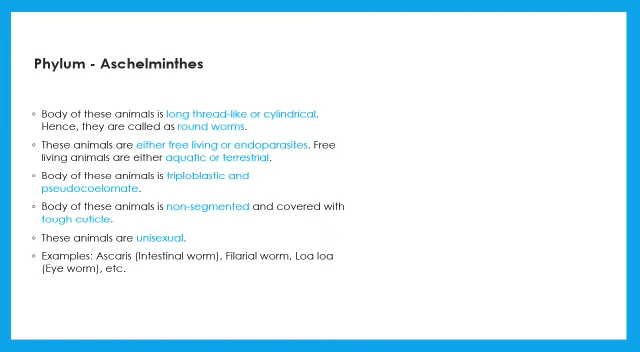 Phylum - Aschelminthes
◦ Body of these animals is long thread-like or cylindrical.
Hence, they are called as round worms.
◦ These animals are either free living or endoparasites. Free
living animals are either aquatic or terrestrial.
◦ Body of these animals is triploblastic and
pseudocoelomate.
◦ Body of these animals is non-segmented and covered with
tough cuticle.
◦ These animals are unisexual.
◦ Examples: Ascaris (Intestinal worm), Filarial worm, Loa loa
(Eye worm), etc.